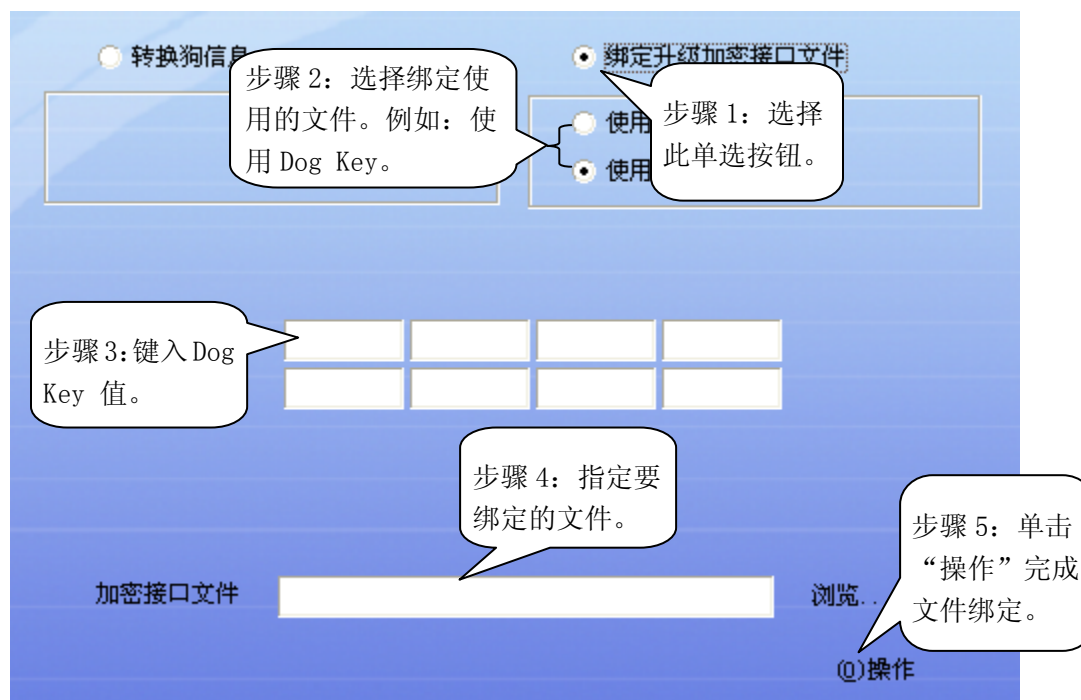 转换狗信息
绑定升级加密接口文件
步骤 2：选择绑定使
用的文件。例如：使
用 Dog Key。
使用
使用
步骤 1：选择
此单选按钮。
步骤 3：键入 Dog
Key 值。
步骤 4：指定要
绑定的文件。
加密接口文件
浏览..
步骤 5：单击
“操作”完成
文件绑定。
(O)操作